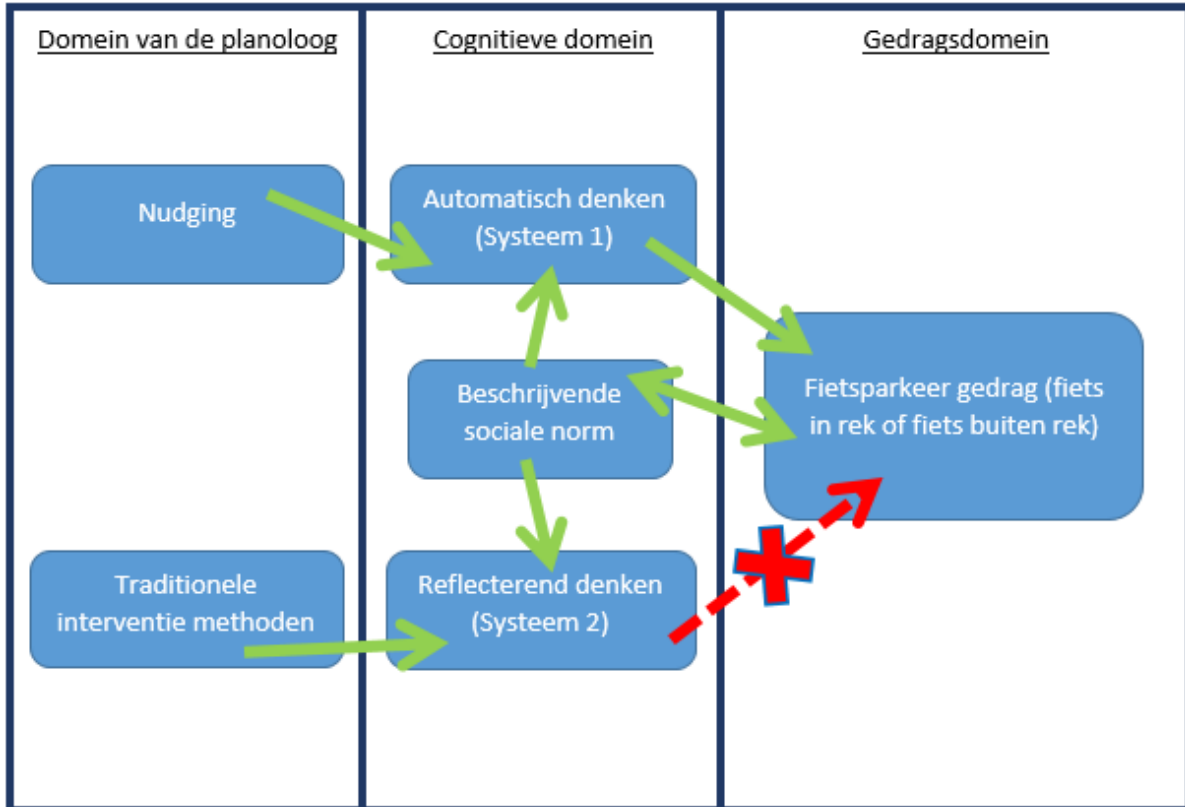 Domein van de planoloog
Cognitieve domein
Gedragsdomein
Nudging
Automatisch denken
(Systeem 1)
Beschrijvende
sociale norm
Fietsparkeer gedrag (fiets
in rek of fiets buiten rek)
Traditionele
interventie methoden
Reflecterend denken
(Systeem 2)